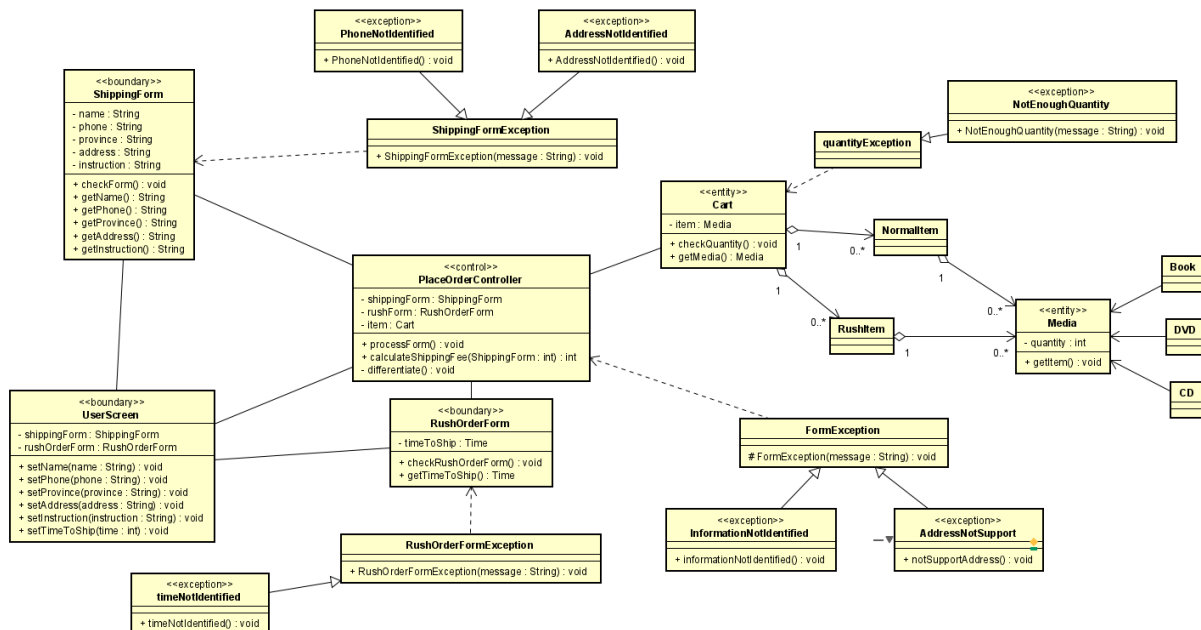 <<exception>>
PhoneNotIdentified
+ PhoneNotIdentified() : void
<<exception>>
AddressNotIdentified
+ AddressNotIdentified() : void
<<boundary>>
ShippingForm
- name : String
- phone : String
- province : String
- address : String
- instruction : String
+ checkForm() : void
+ getName() : String
+ getPhone() : String
+ getProvince() : String
+ getAddress() : String
+ getInstruction() : String
ShippingFormException
+ ShippingFormException(message : String) : void
<<exception>>
NotEnoughQuantity
+ NotEnoughQuantity(message : String) : void
quantityException
<<entity>>
Cart
- item : Media
+ checkQuantity() : void
+ getMedia() : Media
1
0..*
NormalItem
1
0..*
1
0..*
RushItem
1
0..*
<<entity>>
Media
- quantity : int
+ getItem() : void
Book
DVD
CD
<<control>>
PlaceOrderController
- shippingForm : ShippingForm
- rushForm : RushOrderForm
- item : Cart
+ processForm() : void
+ calculateShippingFee(ShippingForm : int) : int
- differentiate() : void
<<boundary>>
UserScreen
- shippingForm : ShippingForm
- rushOrderForm : RushOrderForm
+ setName(name : String) : void
+ setPhone(phone : String) : void
+ setProvince(province : String) : void
+ setAddress(address : String) : void
+ setInstruction(instruction : String) : void
+ setTimeToShip(time : int) : void
<<boundary>>
RushOrderForm
- timeToShip : Time
+ checkRushOrderForm() : void
+ getTimeToShip() : Time
FormException
# FormException(message : String) : void
<<exception>>
InformationNotIdentified
+ informationNotIdentified() : void
<<exception>>
AddressNotSupport
+ notSupportAddress() : void
RushOrderFormException
+ RushOrderFormException(message : String) : void
<<exception>>
timeNotIdentified
+ timeNotIdentified() : void